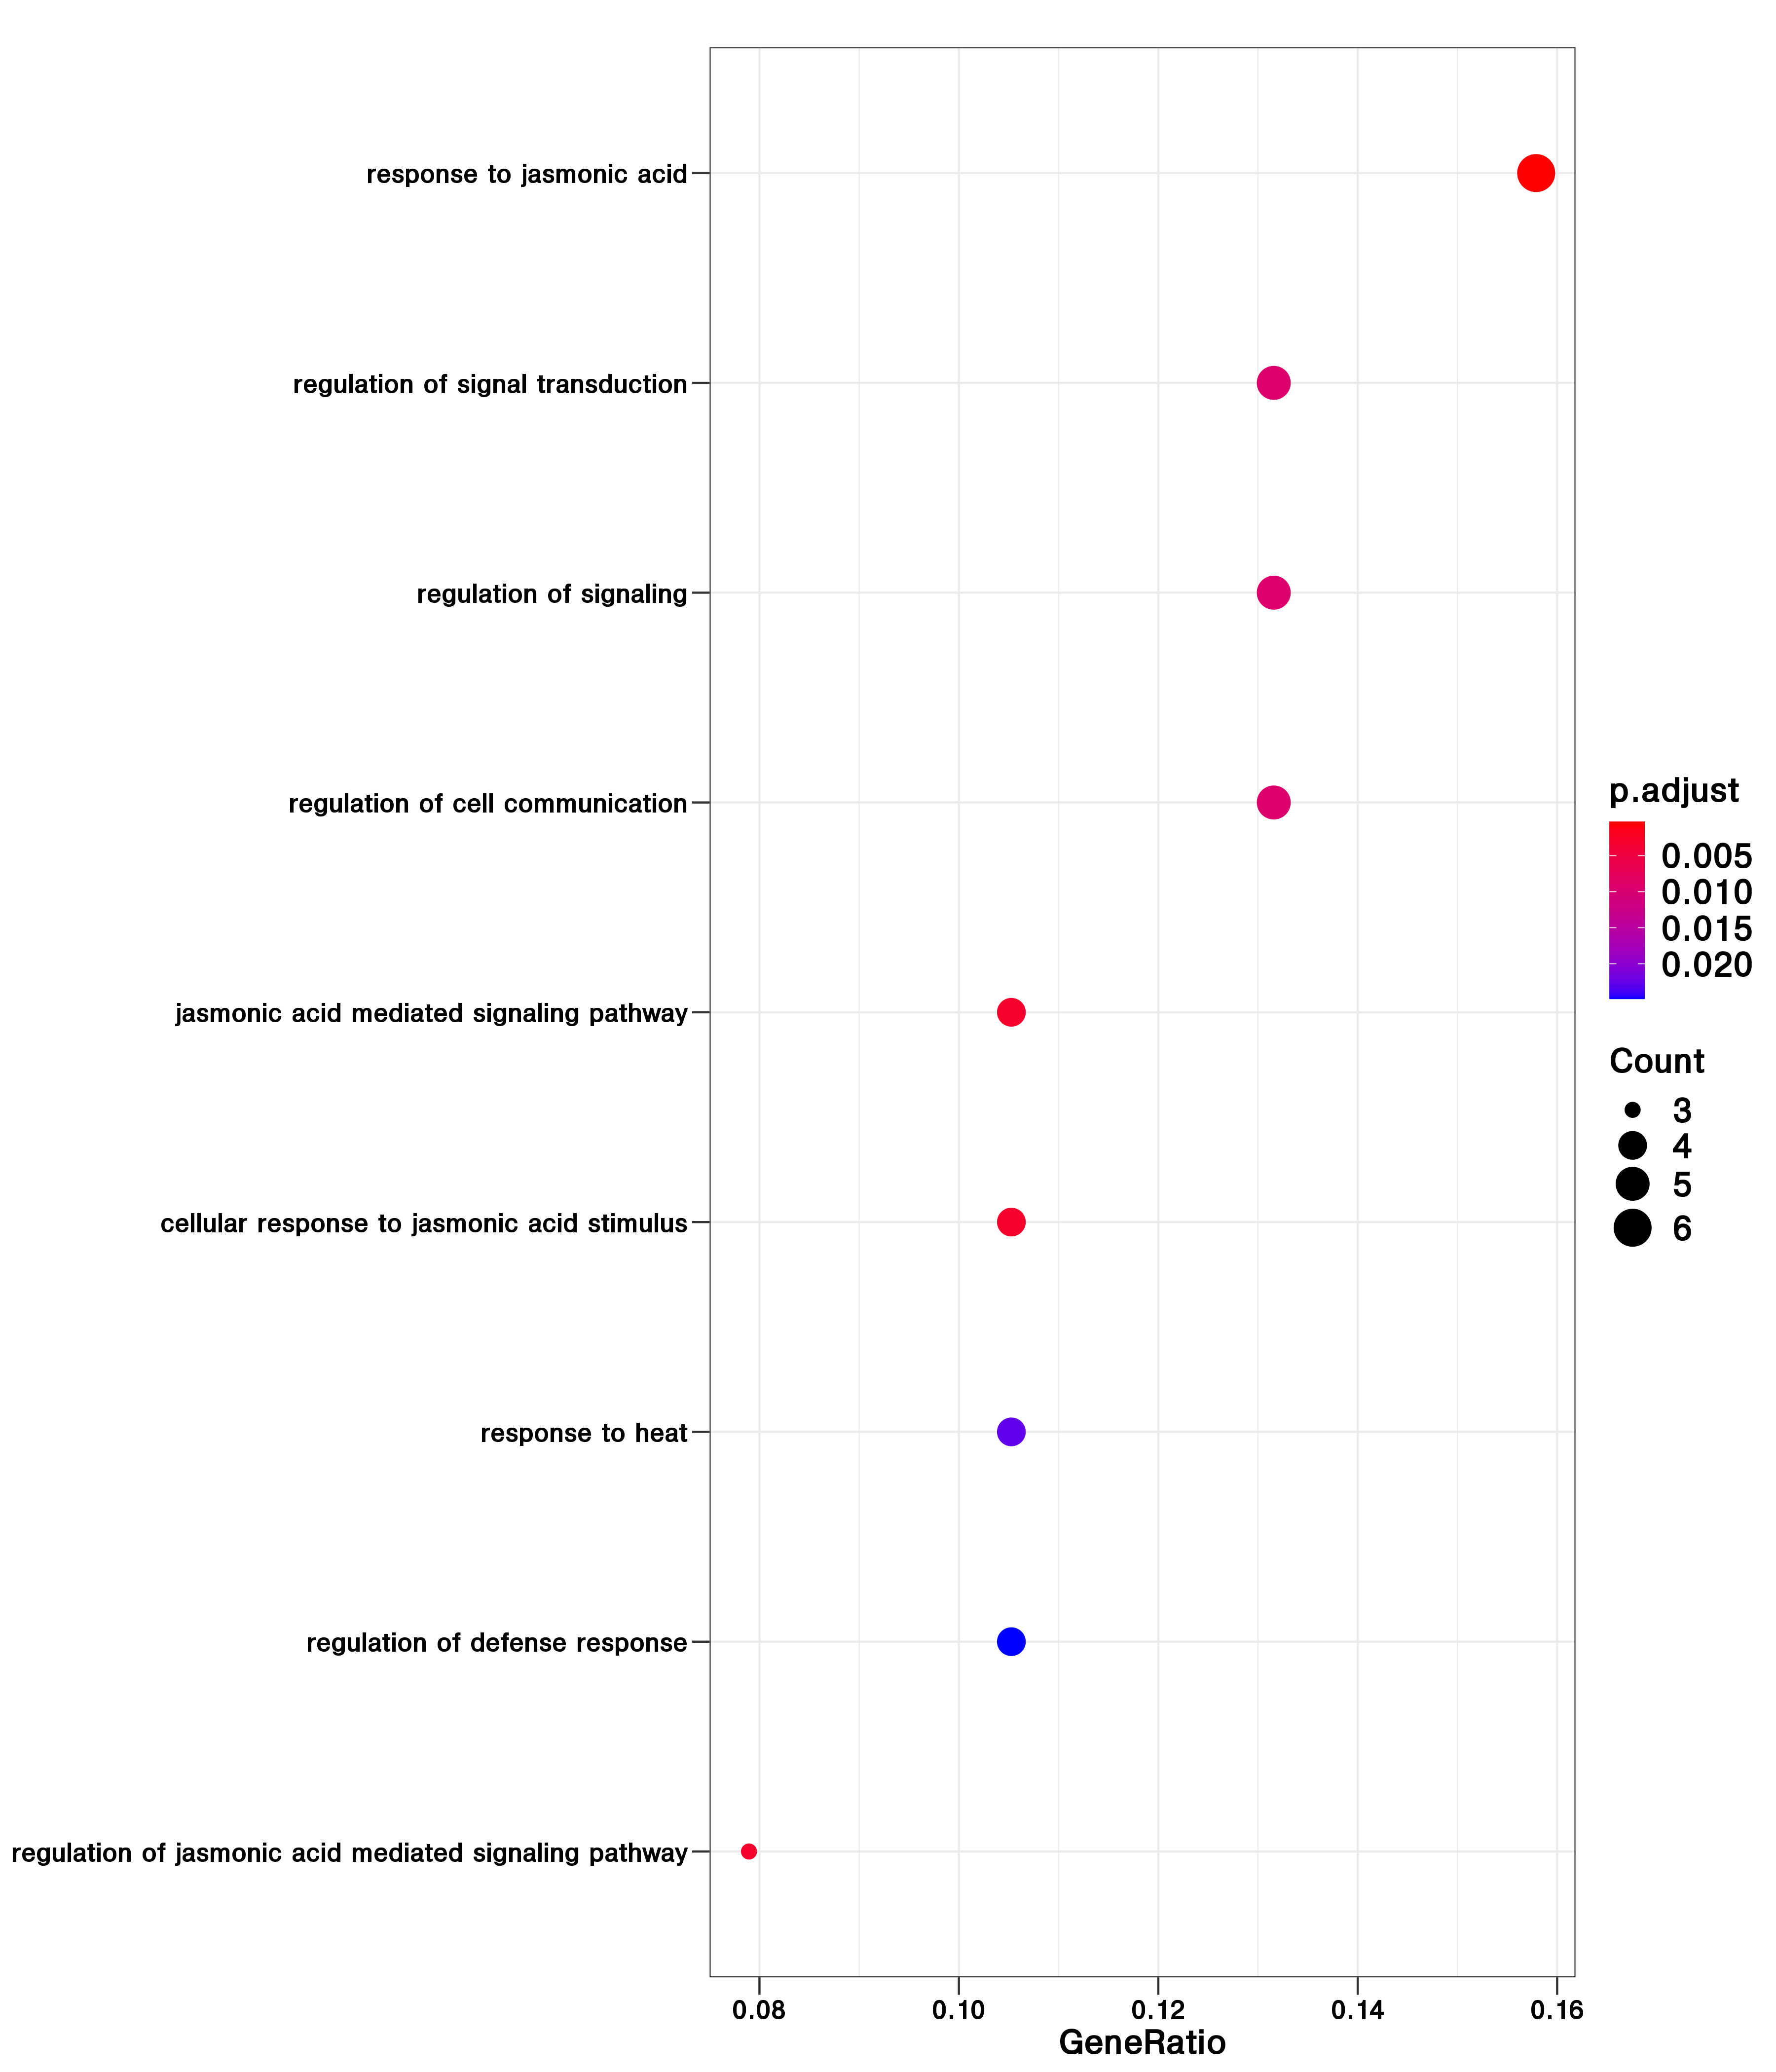 response to jasmonic acid
regulation of signal transduction
regulation of signaling
regulation of cell communication
jasmonic acid mediated signaling pathway
cellular response to jasmonic acid stimulus
response to heat
regulation of defense response
regulation of jasmonic acid mediated signaling pathway
0.08 0.10 0.12 0.14 0.16
GeneRatio
p.adjust
0.005
0.010
0.015
0.020
Count
3
4
5
6